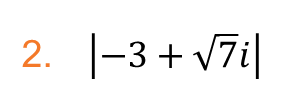 2. |−3 + √7i|